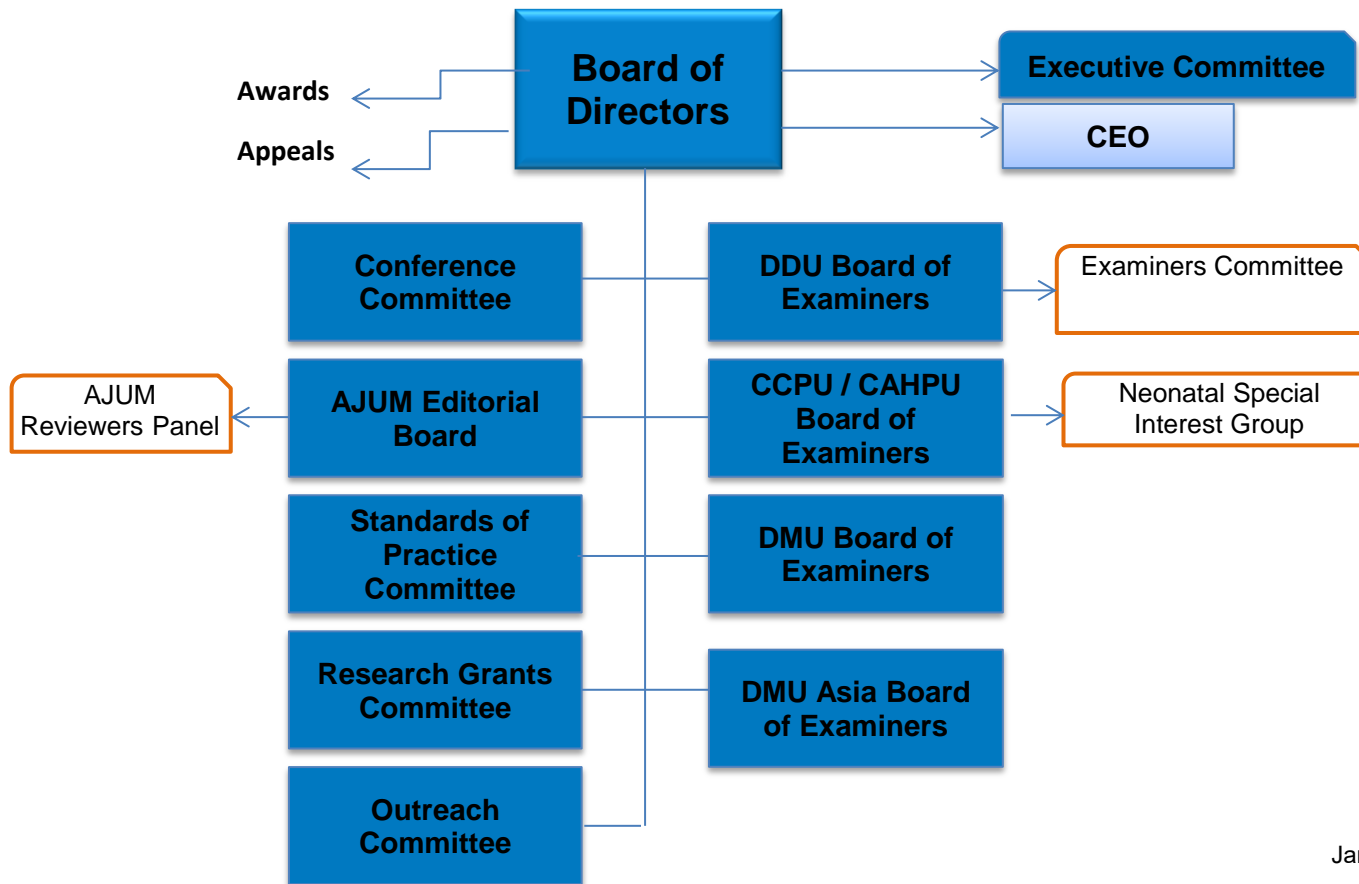 Board of
Directors
Executive Committee
Awards
CEO
Appeals
Conference
Committee
DDU Board of
Examiners
Examiners Committee
AJUM
Reviewers Panel
AJUM Editorial
Board
CCPU / CAHPU
Board of
Examiners
Neonatal Special
Interest Group
Standards of
Practice
Committee
DMU Board of
Examiners
Research Grants
Committee
DMU Asia Board
of Examiners
Outreach
Committee